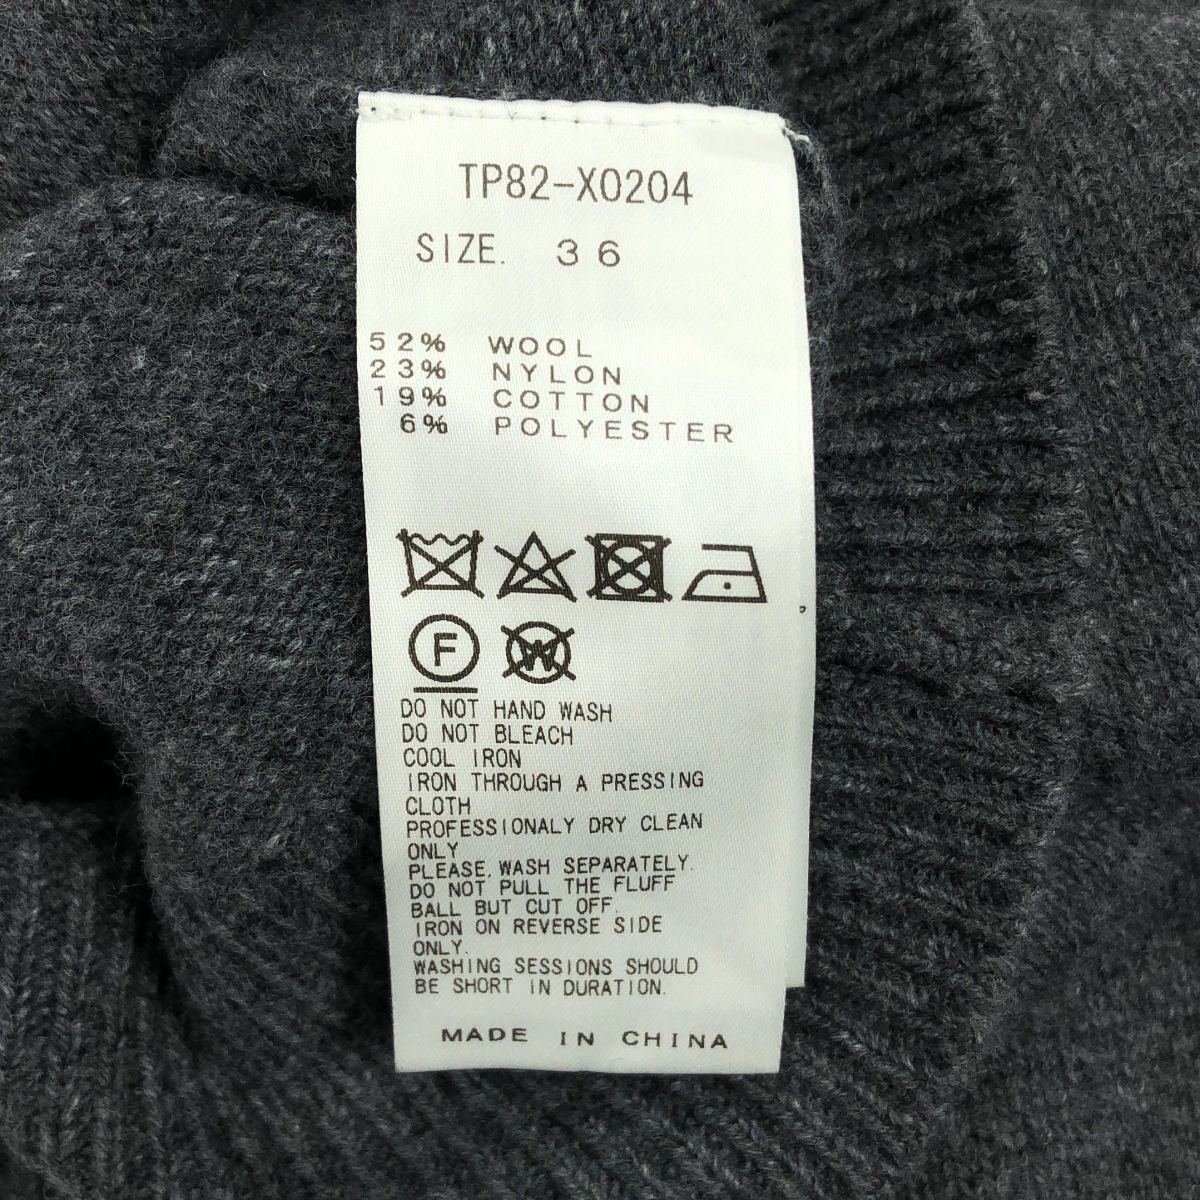 TP82-X0204
SIZE. 36
52% WOOL
23% NYLON
19% COTTON
6% POLYESTER
F W
DO NOT HAND WASH
DO NOT BLEACH
COOL IRON
IRON THROUGH A PRESSING
CLOTH
PROFESSIONALY DRY CLEAN
ONLY
PLEASE, WASH SEPARATELY.
DO NOT PULL THE FLUFF
BALL BUT CUT OFF.
IRON ON REVERSE SIDE
ONLY.
WASHING SESSIONS SHOULD
BE SHORT IN DURATION.
MADE IN CHINA